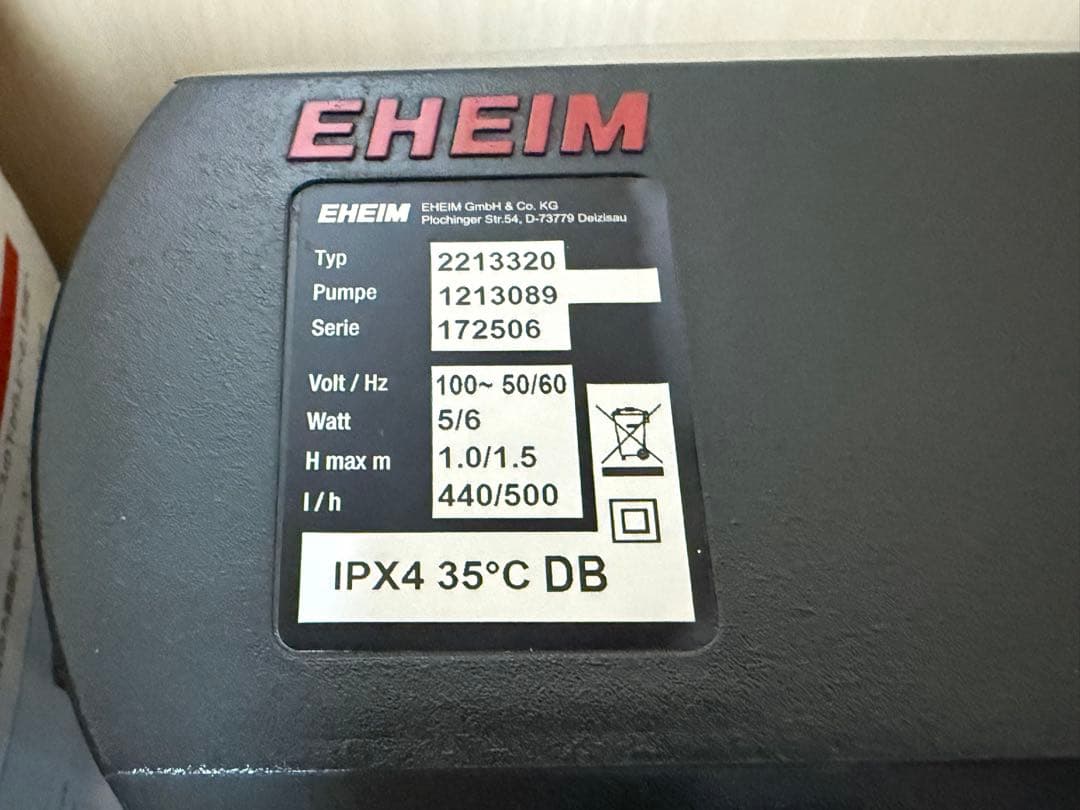 EHEIM
EHEIM EHEIM GmbH & Co. KG
Plochinger Str.54, D-73779 Deizisau
Typ 2213320
Pumpe 1213089
Serie 172506
Volt / Hz 100~ 50/60
Watt 5/6
H max m 1.0/1.5
l / h 440/500
IPX4 35°C DB